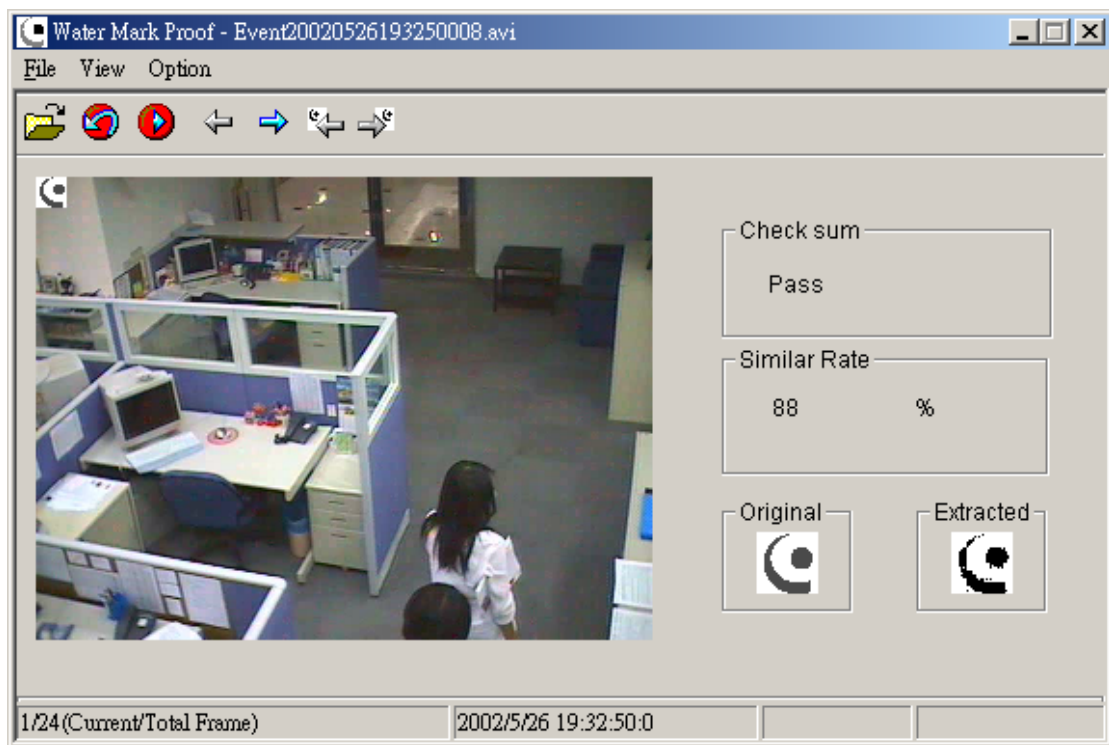 Water Mark Proof - Event20020526193250008.avi
File View Option
Check sum
Pass
Similar Rate
88 %
Original
Extracted
1/24(Current/Total Frame)
2002/5/26 19:32:50:0